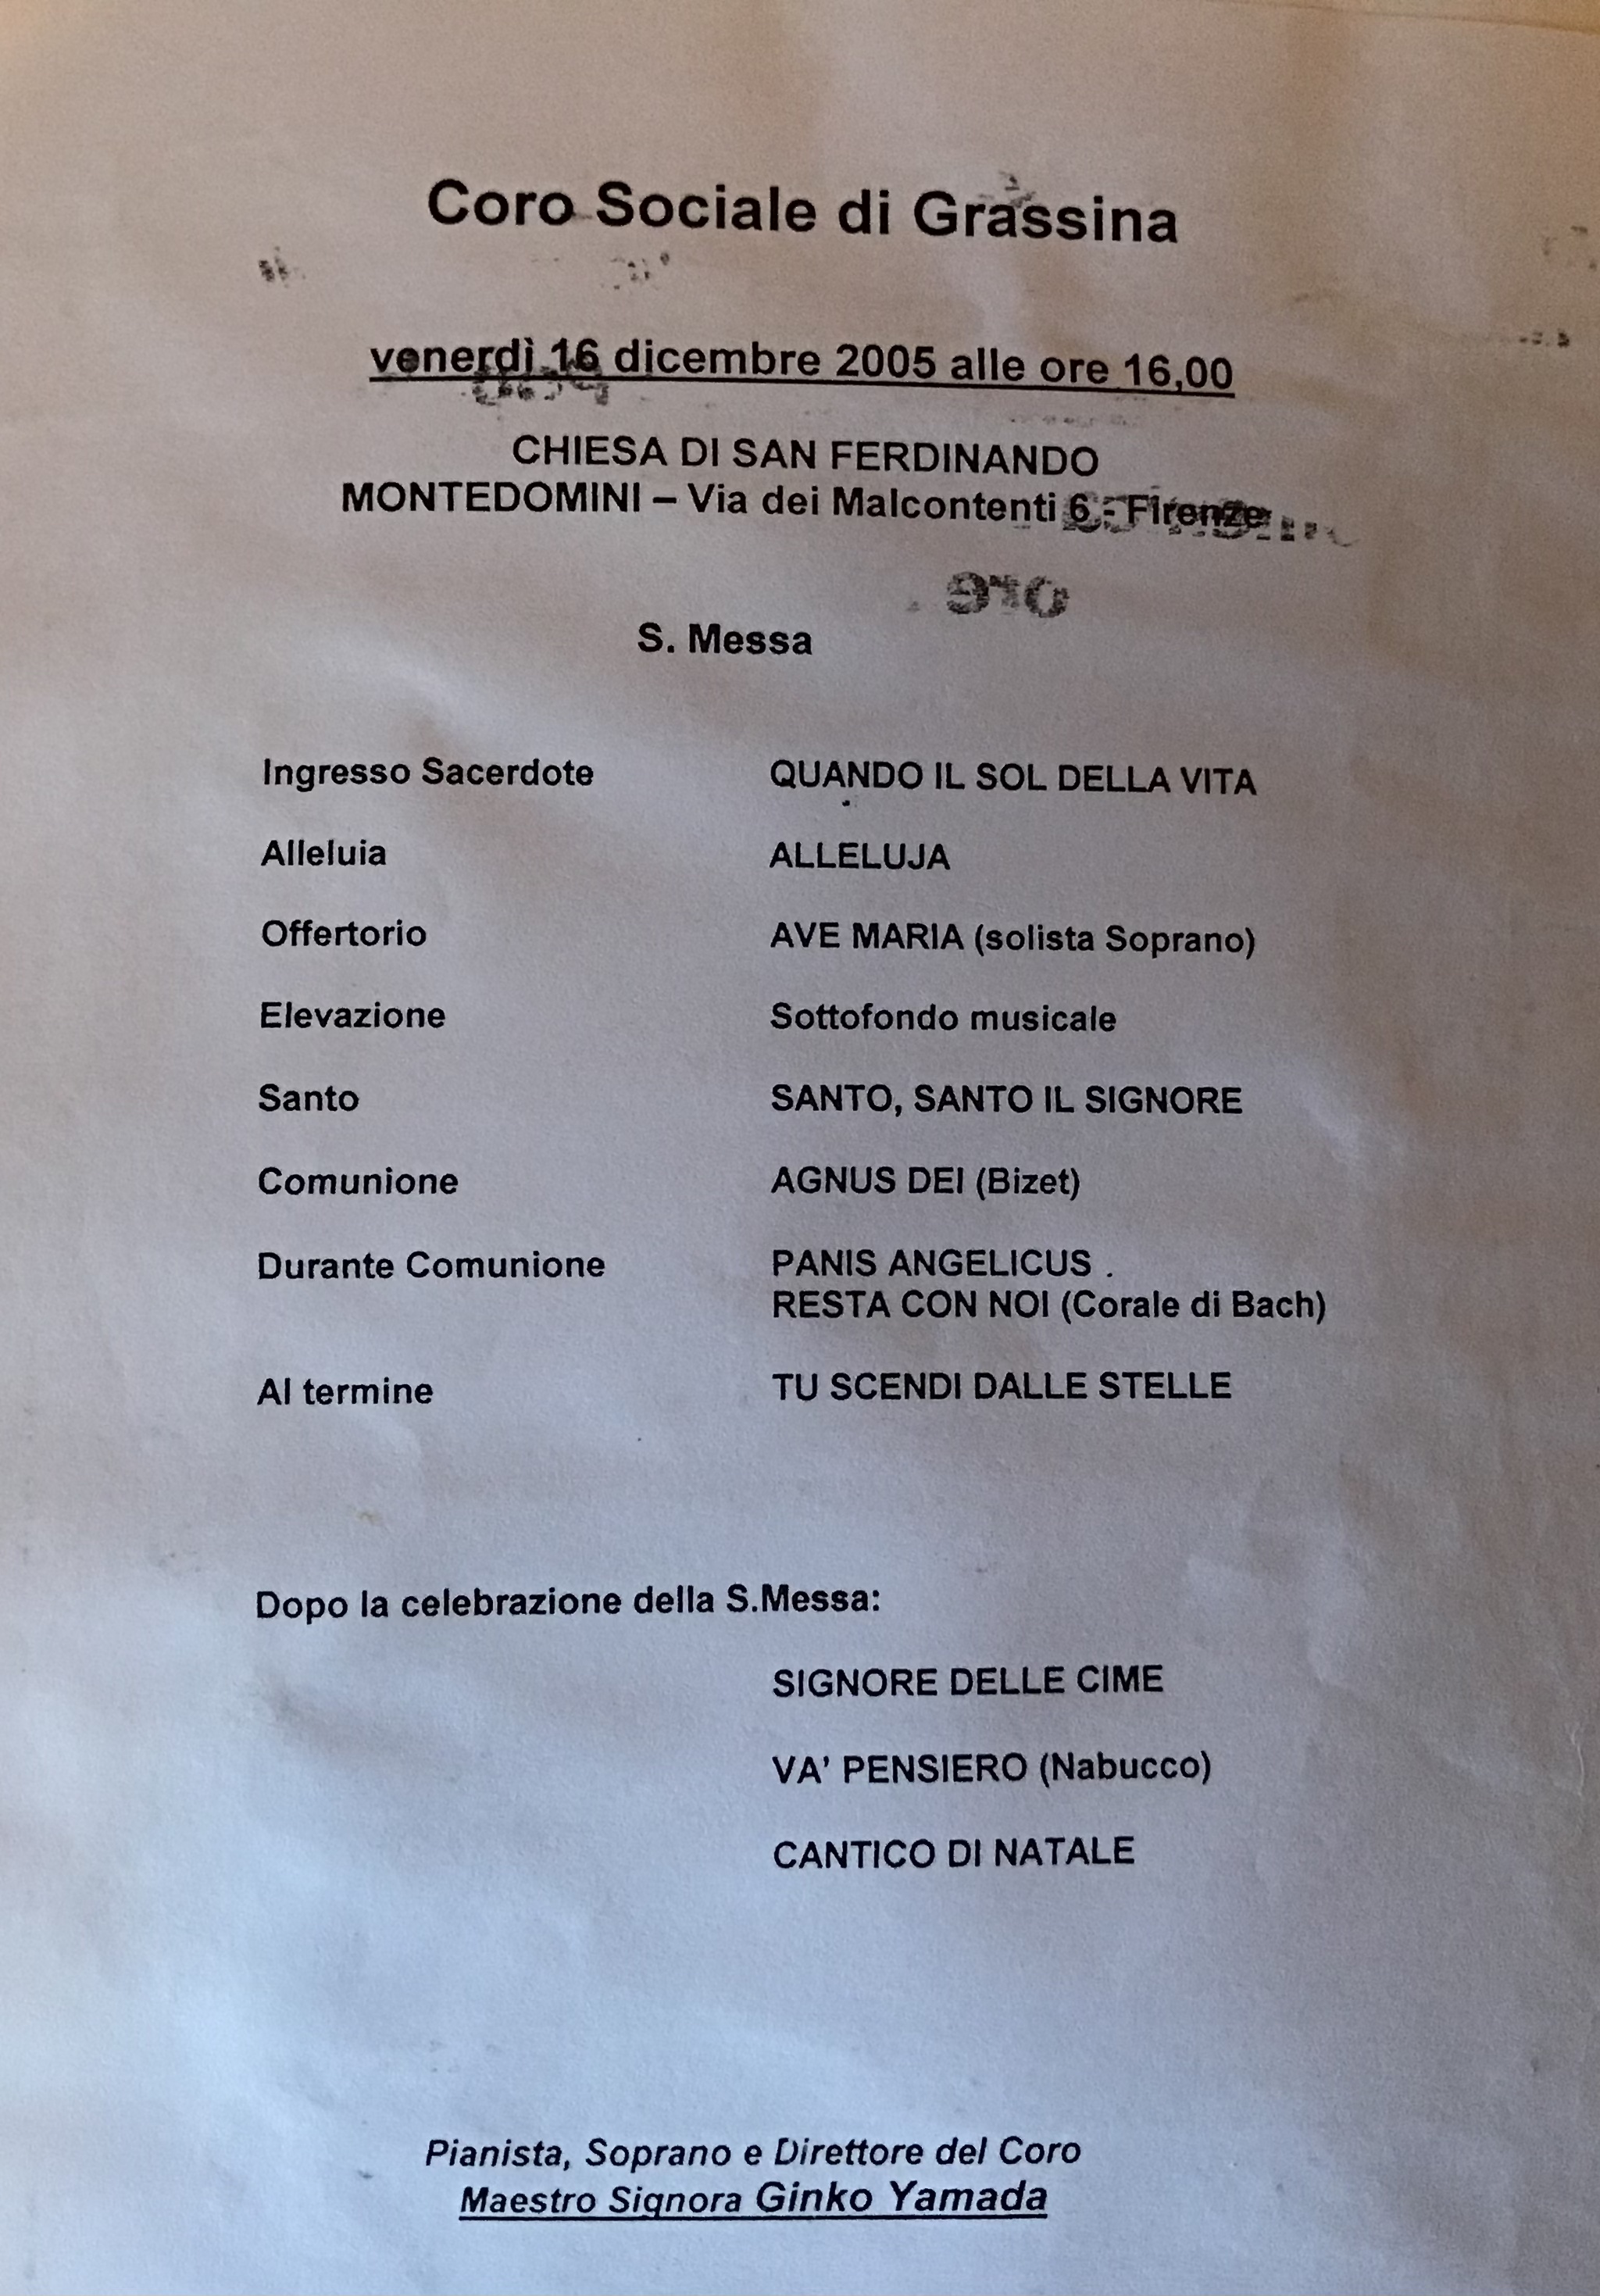 Coro Sociale di Grassina
venerdì 16 dicembre 2005 alle ore 16,00
CHIESA DI SAN FERDINANDO
MONTEDOMINI – Via dei Malcontenti 6 - Firenze
910
S. Messa
Ingresso Sacerdote QUANDO IL SOL DELLA VITA
Alleluia ALLELUJA
Offertorio AVE MARIA (solista Soprano)
Elevazione Sottofondo musicale
Santo SANTO, SANTO IL SIGNORE
Comunione AGNUS DEI (Bizet)
Durante Comunione PANIS ANGELICUS .
RESTA CON NOI (Corale di Bach)
Al termine TU SCENDI DALLE STELLE
Dopo la celebrazione della S.Messa:
SIGNORE DELLE CIME
VA' PENSIERO (Nabucco)
CANTICO DI NATALE
Pianista, Soprano e Direttore del Coro
Maestro Signora Ginko Yamada